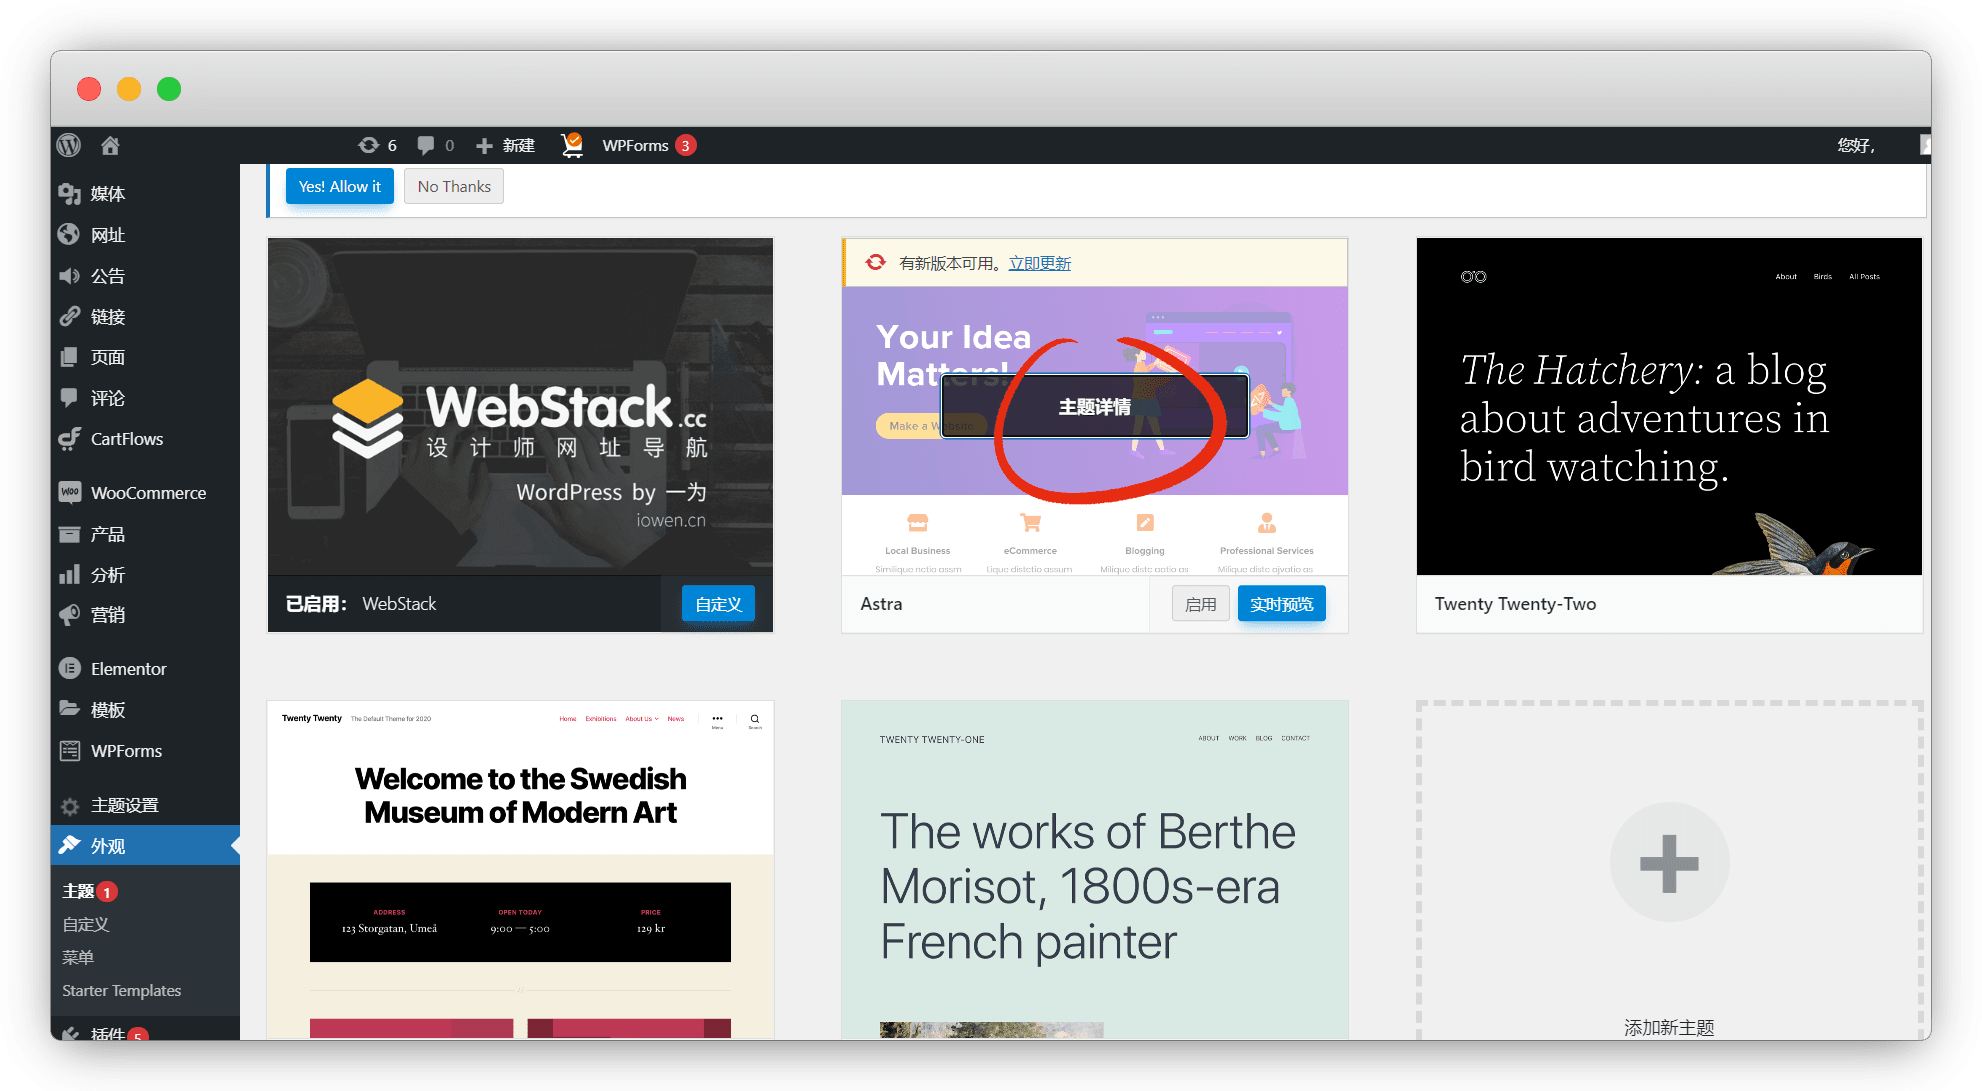 6
0
新建
WPForms 3
您好,
媒体
网址
公告
链接
页面
评论
CartFlows
WooCommerce
产品
分析
营销
Elementor
模板
WPForms
主题设置
外观
主题 1
自定义
菜单
Starter Templates
插件 5
Yes! Allow it
No Thanks
WebStack.cc
设计师网址导航
WordPress by 一为
iowen.cn
已启用： WebStack
自定义
有新版本可用。立即更新
Your Idea
Matters!
主题详情
Make a Website
Local Business
eCommerce
Blogging
Professional Services
Astra
启用
实时预览
About
Birds
All Posts
The Hatchery: a blog
about adventures in
bird watching.
Twenty Twenty-Two
Twenty Twenty
The Default Theme for 2020
Home
Exhibitions
About Us
News
Menu
Search
Welcome to the Swedish
Museum of Modern Art
ADDRESS
123 Storgatan, Umeå
OPEN TODAY
9:00 — 5:00
PRICE
129 kr
TWENTY TWENTY-ONE
ABOUT
WORK
BLOG
CONTACT
The works of Berthe
Morisot, 1800s-era
French painter
添加新主题